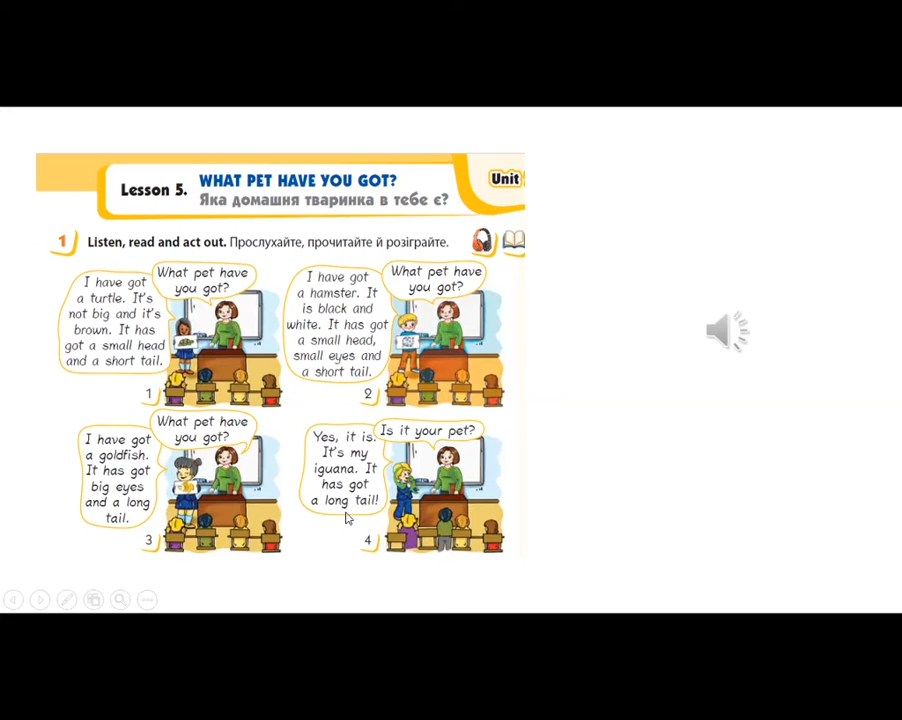 Lesson 5.
WHAT PET HAVE YOU GOT?
Яка домашня тваринка в тебе є?
Unit
1
Listen, read and act out. Прослухайте, прочитайте й розіграйте.
What pet have
you got?
I have got
a turtle. It's
not big and it's
brown. It has
got a small head
and a short tail.
1
What pet have
you got?
I have got
a hamster. It
is black and
white. It has got
a small head,
small eyes and
a short tail.
2
What pet have
you got?
I have got
a goldfish.
It has got
big eyes
and a long
tail.
3
Is it your pet?
Yes, it is.
It's my
iguana. It
has got
a long tail!
4